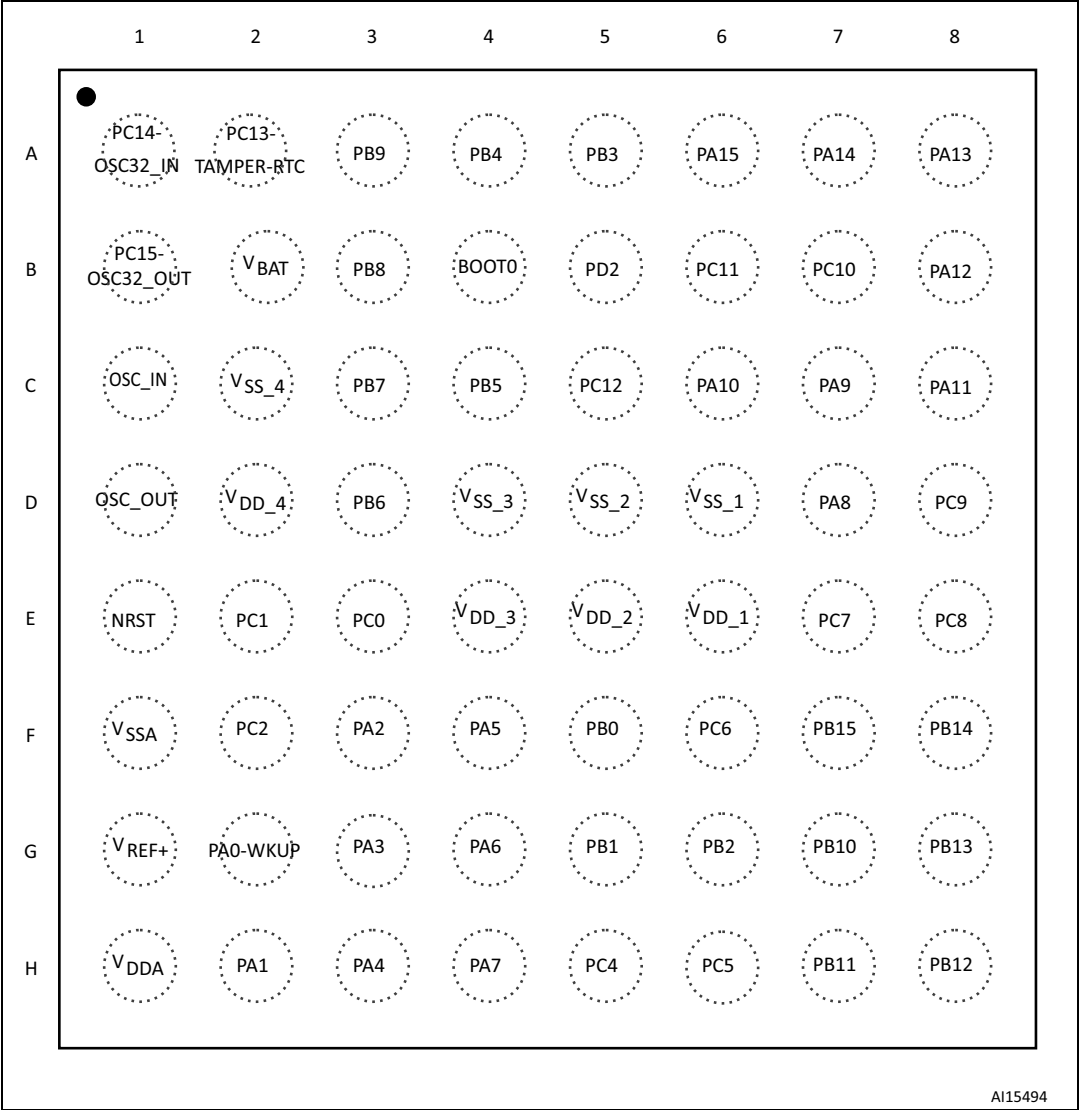 1 2 3 4 5 6 7 8
PC14- PC13-
A OSC32_IN TAMPER-RTC PB9 PB4 PB3 PA15 PA14 PA13
PC15-
B OSC32_OUT VBAT PB8 BOOT0 PD2 PC11 PC10 PA12
C OSC_IN VSS_4 PB7 PB5 PC12 PA10 PA9 PA11
D OSC_OUT VDD_4 PB6 VSS_3 VSS_2 VSS_1 PA8 PC9
E NRST PC1 PC0 VDD_3 VDD_2 VDD_1 PC7 PC8
F VSSA PC2 PA2 PA5 PB0 PC6 PB15 PB14
G VREF+ PA0-WKUP PA3 PA6 PB1 PB2 PB10 PB13
H VDDA PA1 PA4 PA7 PC4 PC5 PB11 PB12
AI15494